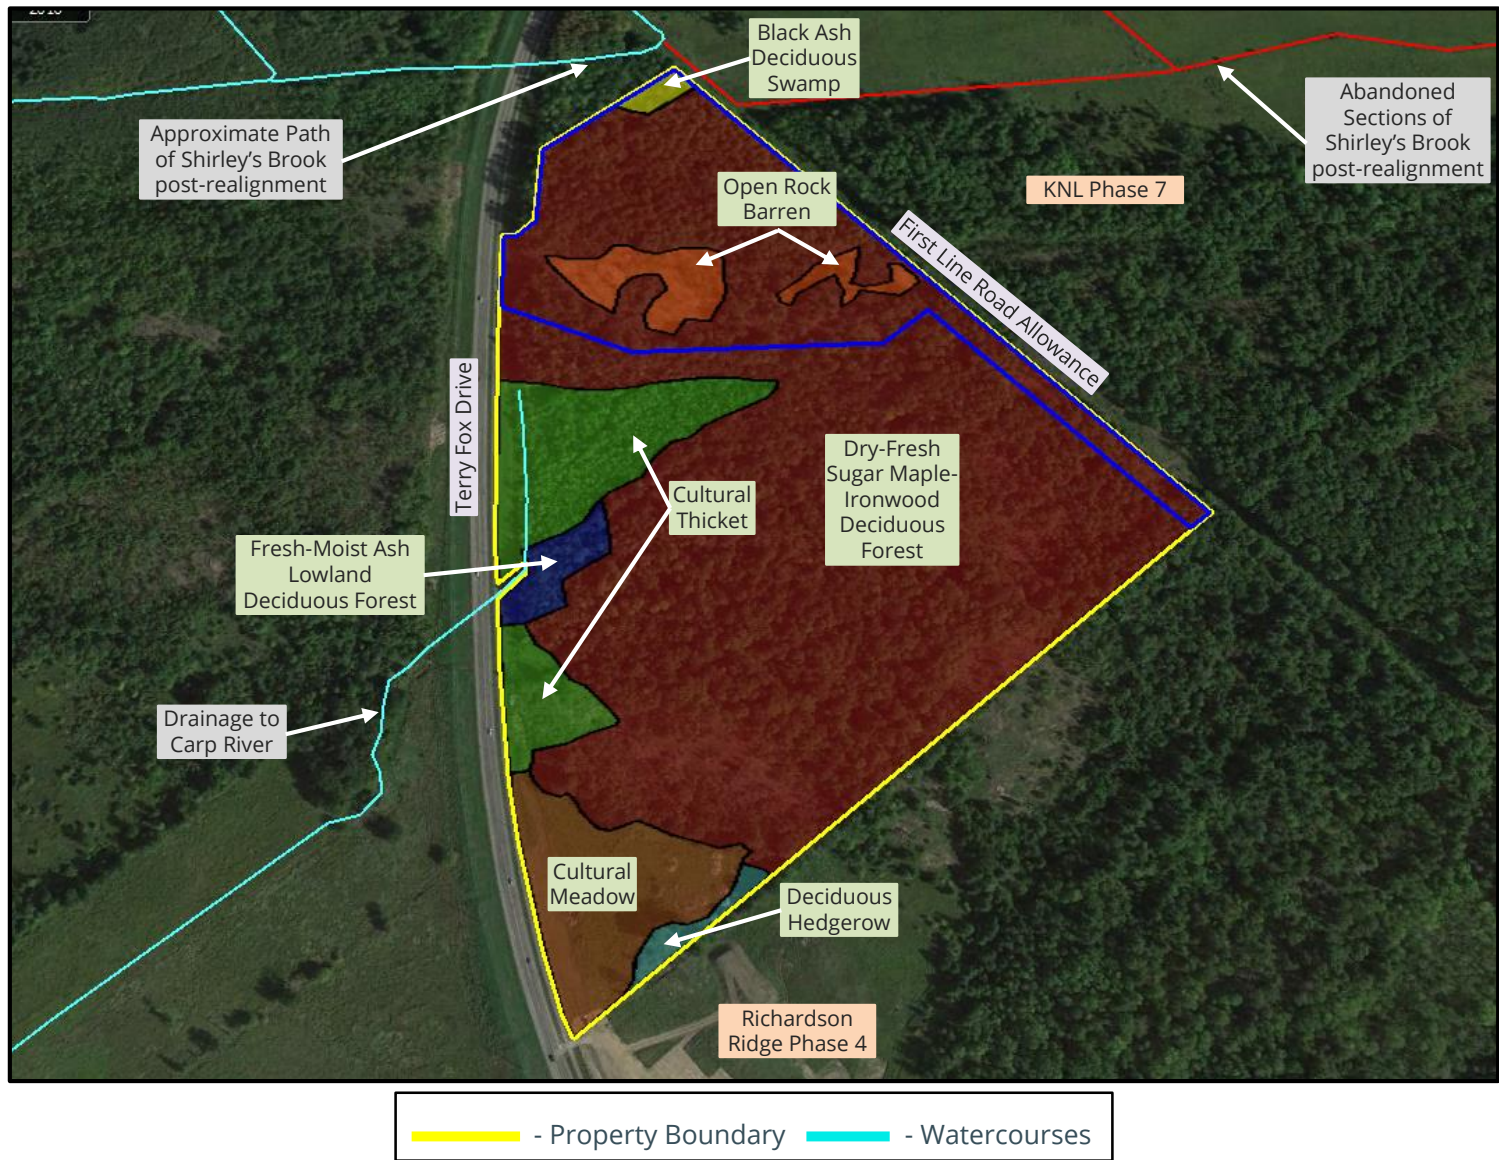 Black Ash
Deciduous
Swamp
Approximate Path
of Shirley's Brook
post-realignment
Abandoned
Sections of
Shirley's Brook
post-realignment
Open Rock
Barren
KNL Phase 7
First Line Road Allowance
Terry Fox Drive
Dry-Fresh
Sugar Maple-
Ironwood
Deciduous
Forest
Cultural
Thicket
Fresh-Moist Ash
Lowland
Deciduous Forest
Drainage to
Carp River
Cultural
Meadow
Deciduous
Hedgerow
Richardson
Ridge Phase 4
- Property Boundary
- Watercourses